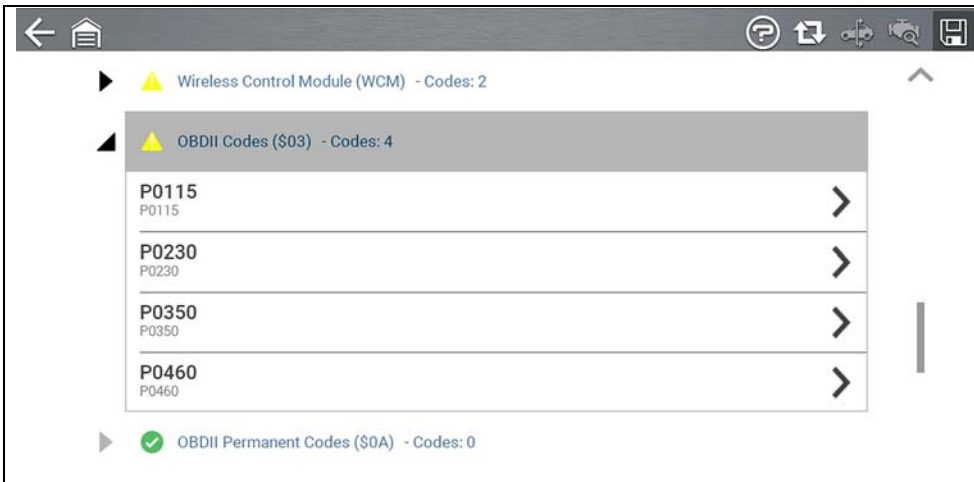 Wireless Control Module (WCM) - Codes: 2
OBDII Codes ($03) - Codes: 4
P0115
P0115
P0230
P0230
P0350
P0350
P0460
P0460
OBDII Permanent Codes ($0A) - Codes: 0